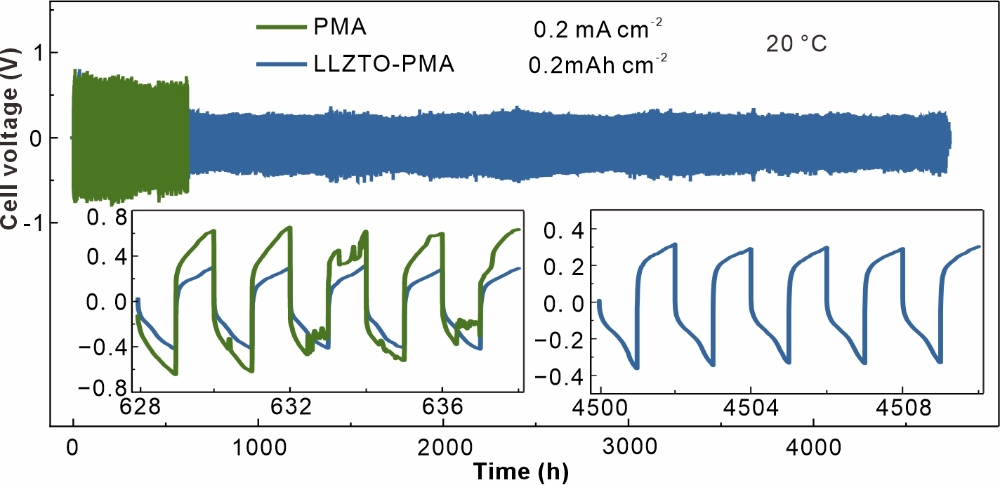 PMA 0.2 mA cm-2 20 °C
LLZTO-PMA 0.2mAh cm-2
Cell voltage (V)
1
0
-1
0.8
0.4
0.0
−0.4
−0.8
628 632 636
0.4
0.2
0.0
−0.2
−0.4
4500 4504 4508
0 1000 2000 3000 4000
Time (h)